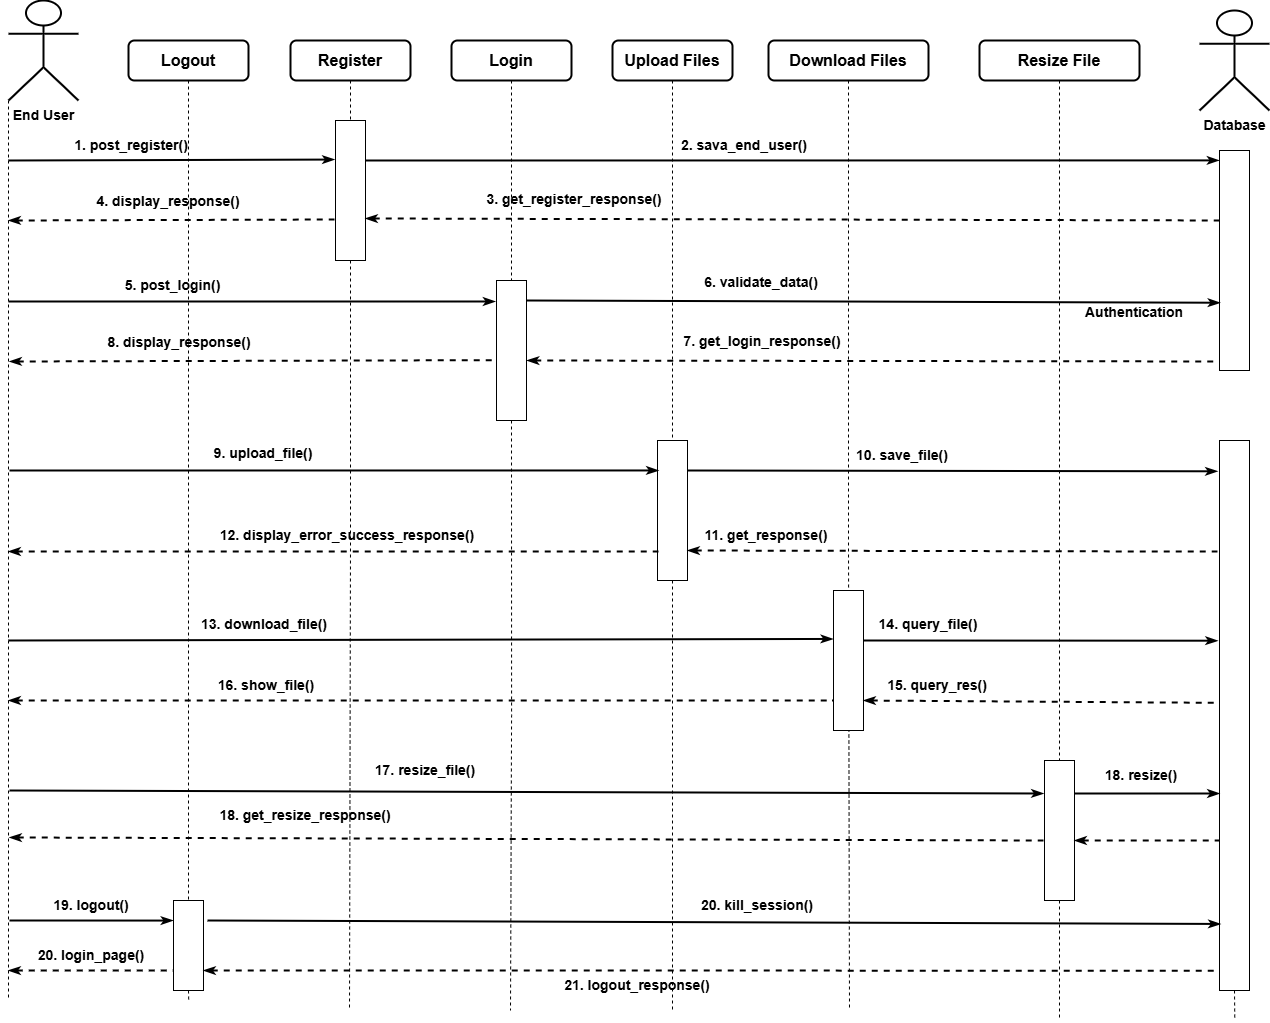 Logout
Register
Login
Upload Files
Download Files
Resize File
End User
Database
1. post_register()
2. sava_end_user()
3. get_register_response()
4. display_response()
5. post_login()
6. validate_data()
Authentication
7. get_login_response()
8. display_response()
9. upload_file()
10. save_file()
11. get_response()
12. display_error_success_response()
13. download_file()
14. query_file()
15. query_res()
16. show_file()
17. resize_file()
18. resize()
18. get_resize_response()
19. logout()
20. kill_session()
20. login_page()
21. logout_response()